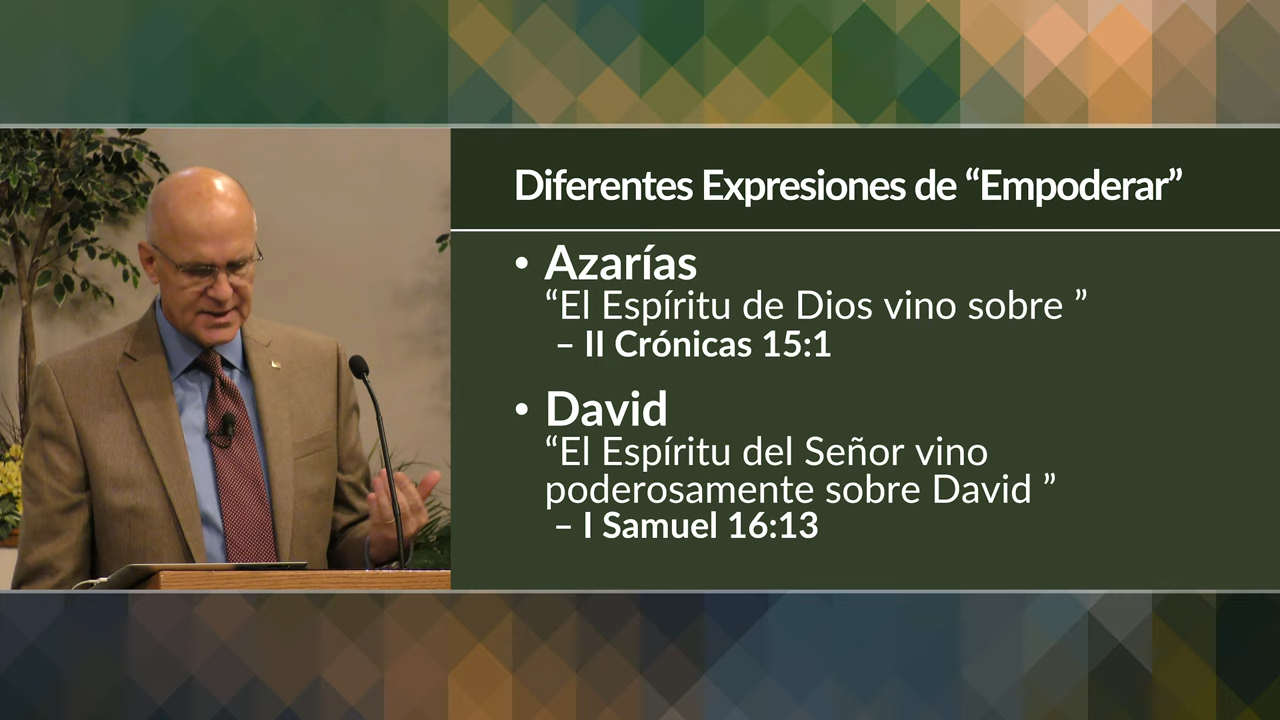 Diferentes Expresiones de “Empoderar”
• Azarías
“El Espíritu de Dios vino sobre ”
– II Crónicas 15:1
• David
“El Espíritu del Señor vino
poderosamente sobre David ”
– I Samuel 16:13